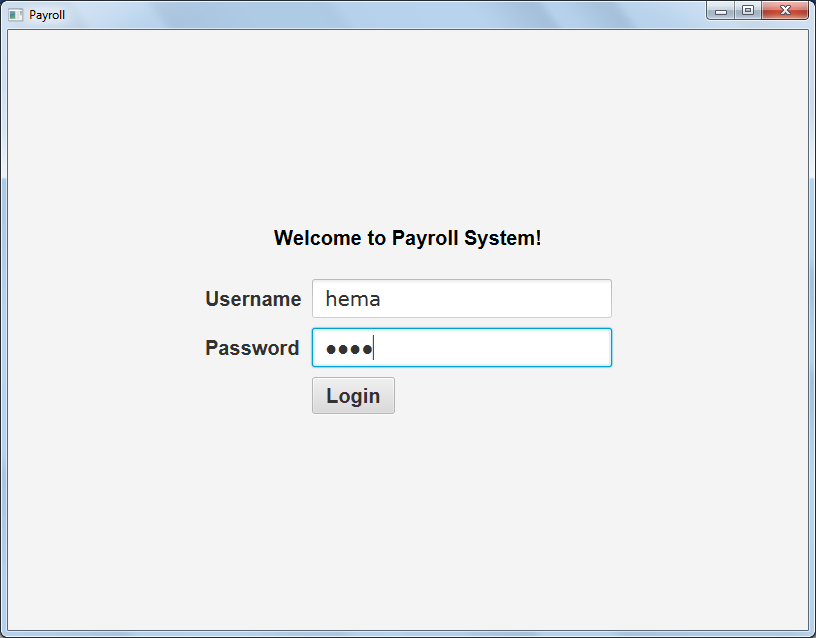 Payroll
Welcome to Payroll System!
Username hema
Password ●●●●
Login